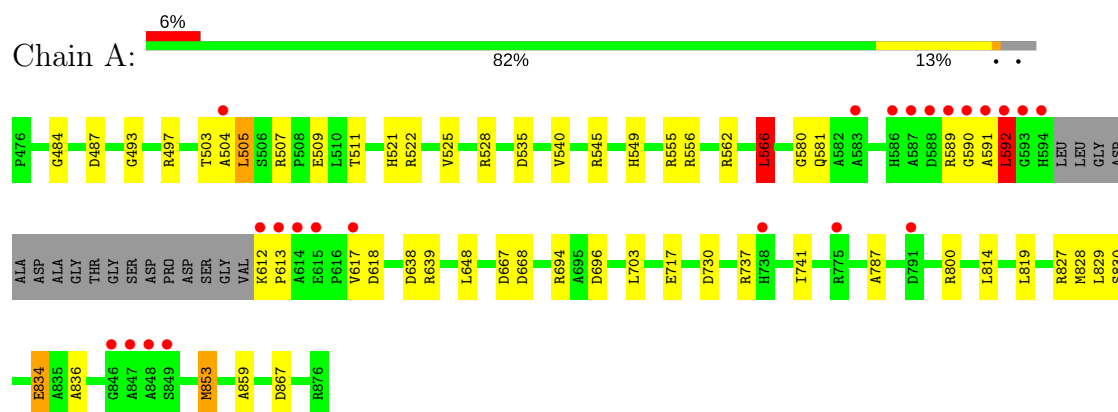 6%
Chain A:
82% 13% • •
P476 G484 D487 G493 R497 T503 A504 L505 S506 R507 P508 E509 L510 T511 H521 R522 V525 R528 D535 V540 R545 H549 R555 R556 R562 L566 G580 Q581 A582 A583 H586 A587 D588 R589 G590 A591 L592 G593 H594 LEU LEU GLY ASP
ALA ASP ALA GLY THR GLY SER ASP PRO ASP SER GLY VAL K612 P613 A614 E615 P616 V617 D618 D638 R639 L648 D667 D668 R694 A695 D696 L703 E717 D730 R737 H738 I741 R775 A787 D791 R800 L814 L819 R827 M828 L829 S830
E834 A835 A836 G846 A847 A848 S849 M853 A859 D867 R876